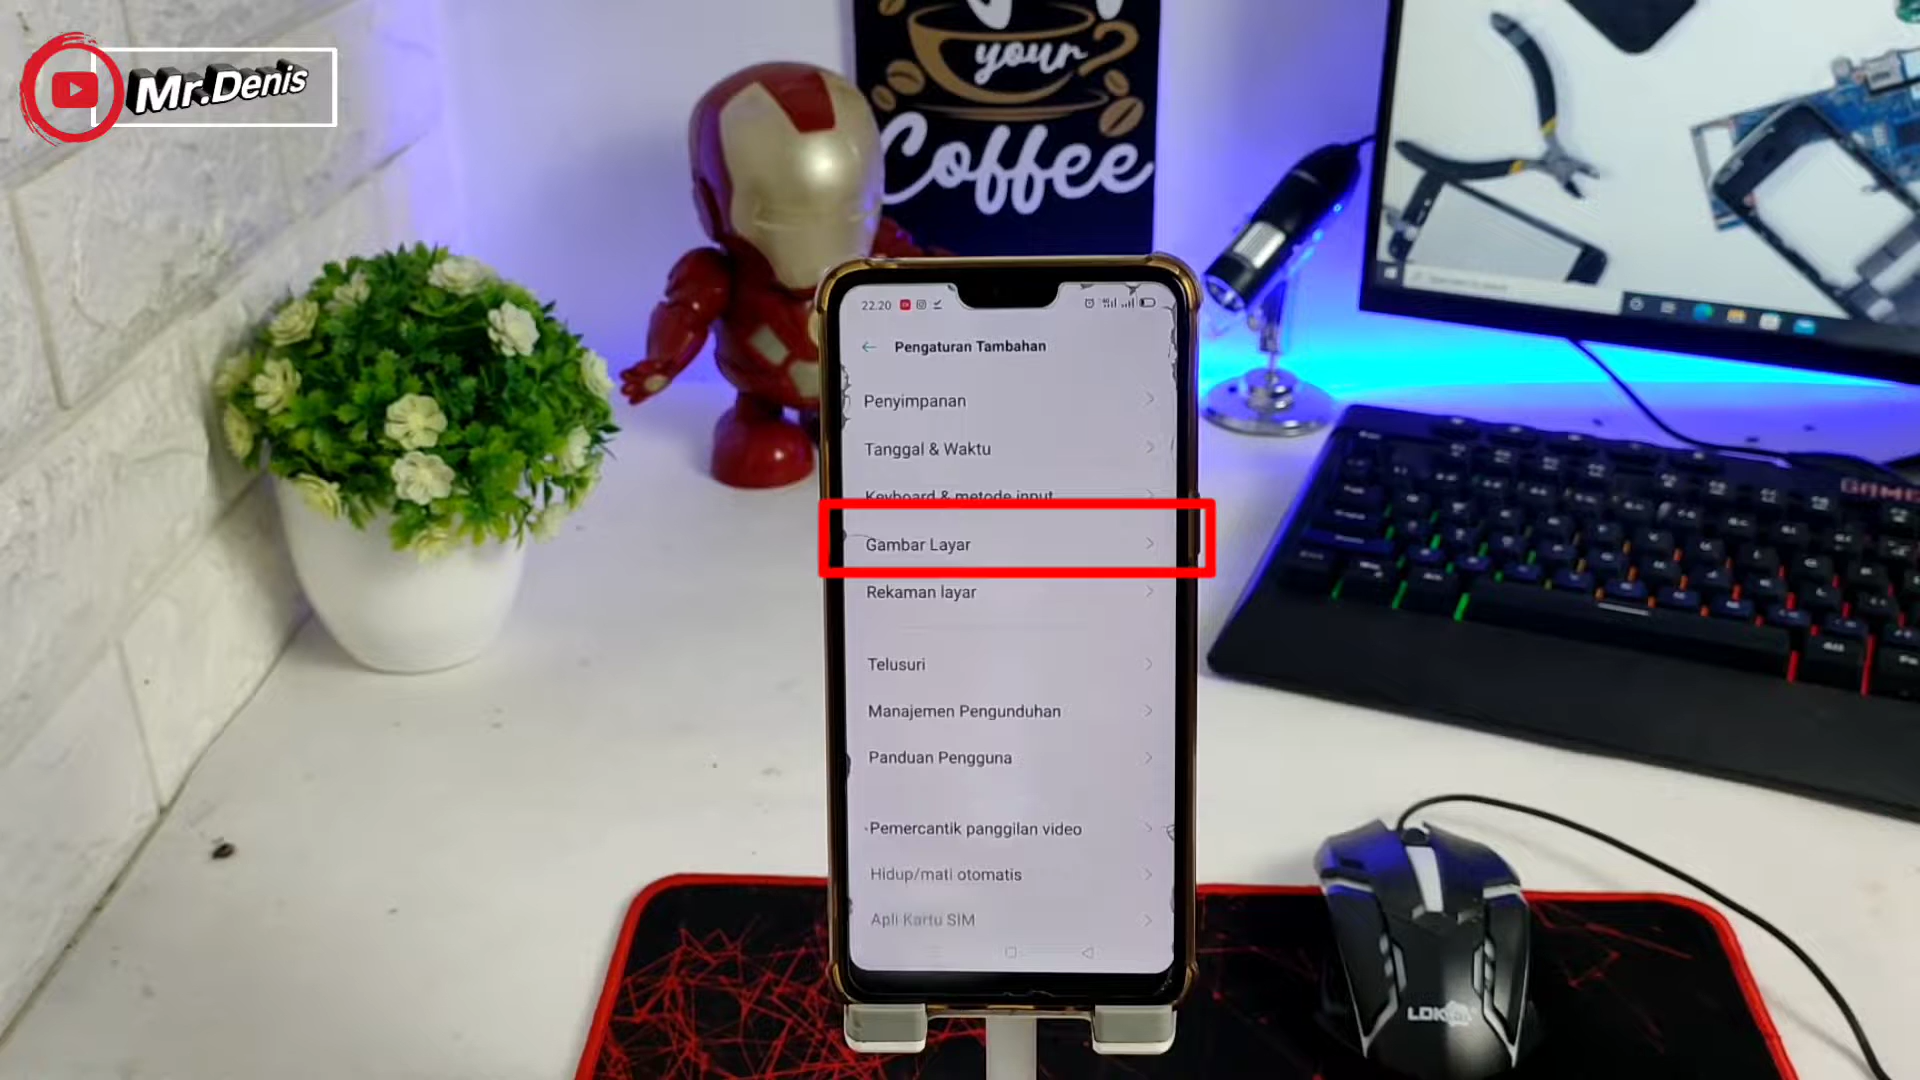 Mr.Denis
your?
Coffee
22.20
Pengaturan Tambahan
Penyimpanan
Tanggal & Waktu
Keyboard & metode input
Gambar Layar
Rekaman layar
Telusuri
Manajemen Pengunduhan
Panduan Pengguna
Pemercantik panggilan video
Hidup/mati otomatis
Apli Kartu SIM